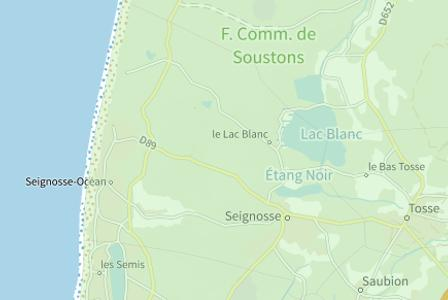 D652
F. Comm. de
Soustons
le Lac Blanc
Lac Blanc
D89
le Bas Tosse
Étang Noir
Seignosse-Océan
Tosse
Seignosse
les Semis
Saubion